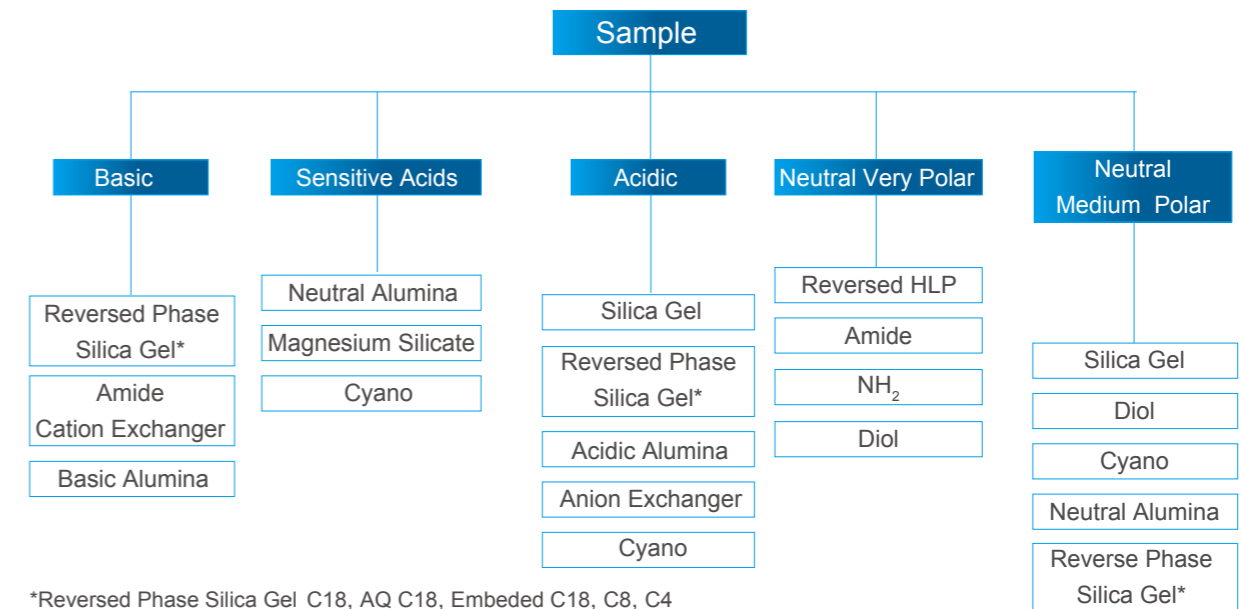 Sample
Basic
Reversed Phase
Silica Gel*
Amide
Cation Exchanger
Basic Alumina
Sensitive Acids
Neutral Alumina
Magnesium Silicate
Cyano
Acidic
Silica Gel
Reversed Phase
Silica Gel*
Acidic Alumina
Anion Exchanger
Cyano
Neutral Very Polar
Reversed HLP
Amide
NH₂
Diol
Neutral
Medium Polar
Silica Gel
Diol
Cyano
Neutral Alumina
Reverse Phase
Silica Gel*
*Reversed Phase Silica Gel C18, AQ C18, Embeded C18, C8, C4